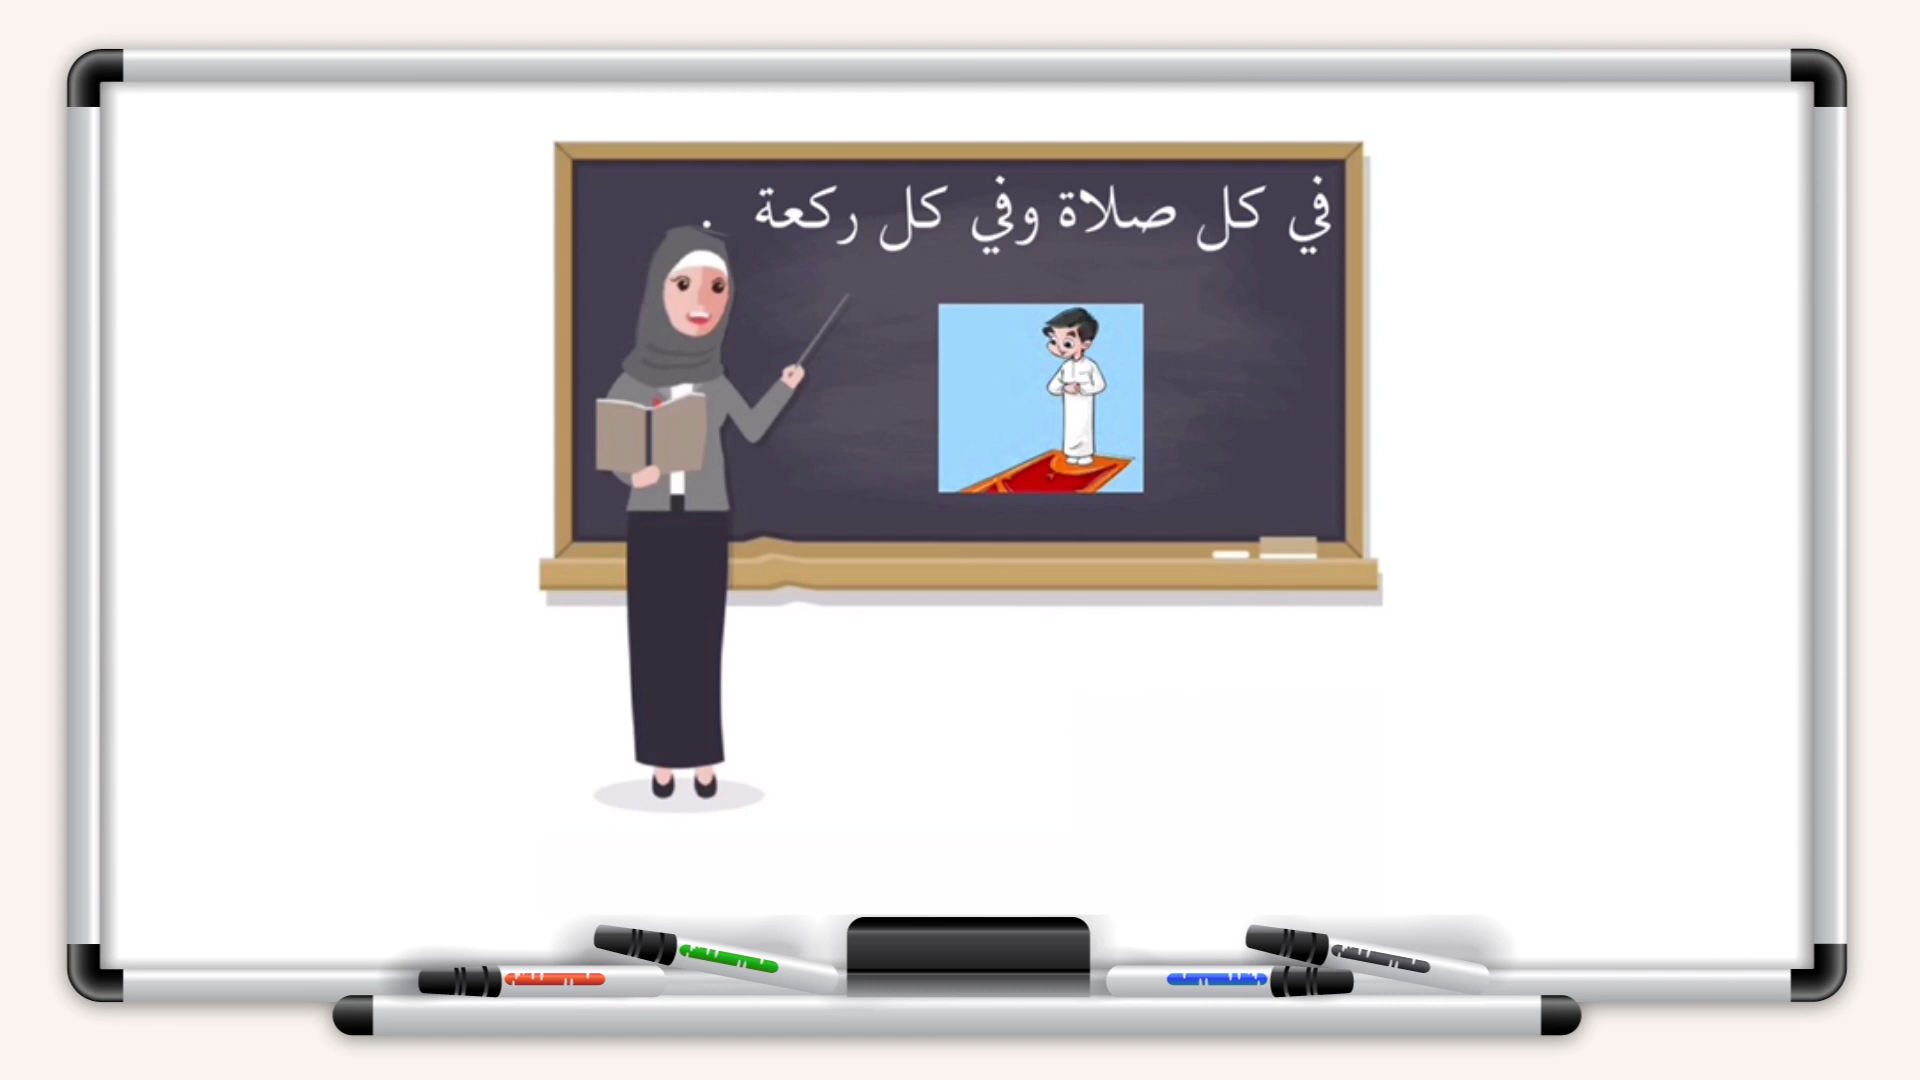 في كل صلاة وفي كل ركعة .